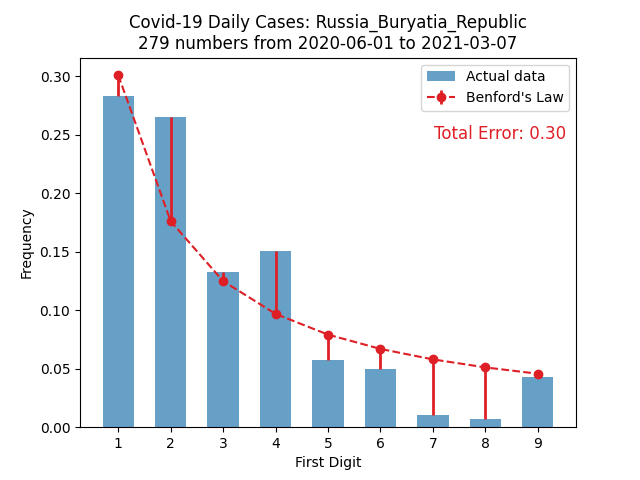 Covid-19 Daily Cases: Russia_Buryatia_Republic
279 numbers from 2020-06-01 to 2021-03-07
Actual data
Benford's Law
Total Error: 0.30
Frequency
0.30
0.25
0.20
0.15
0.10
0.05
0.00
1 2 3 4 5 6 7 8 9
First Digit